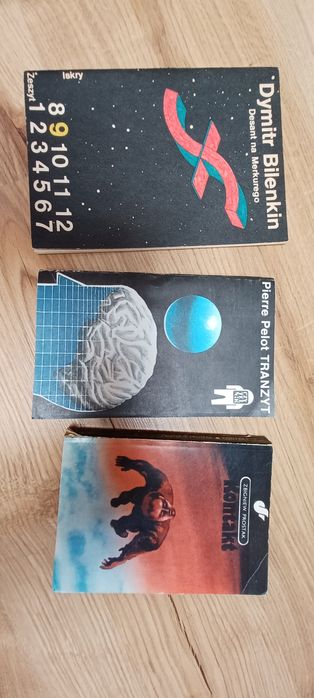 Iskry
Zeszyt
8 9 10 11 12
1 2 3 4 5 6 7
Dymitr Bilenkin
Desant na Merkurego
Pierre Pelot TRANZYT
ZBIGNIEW PROSTAK
Kontakt